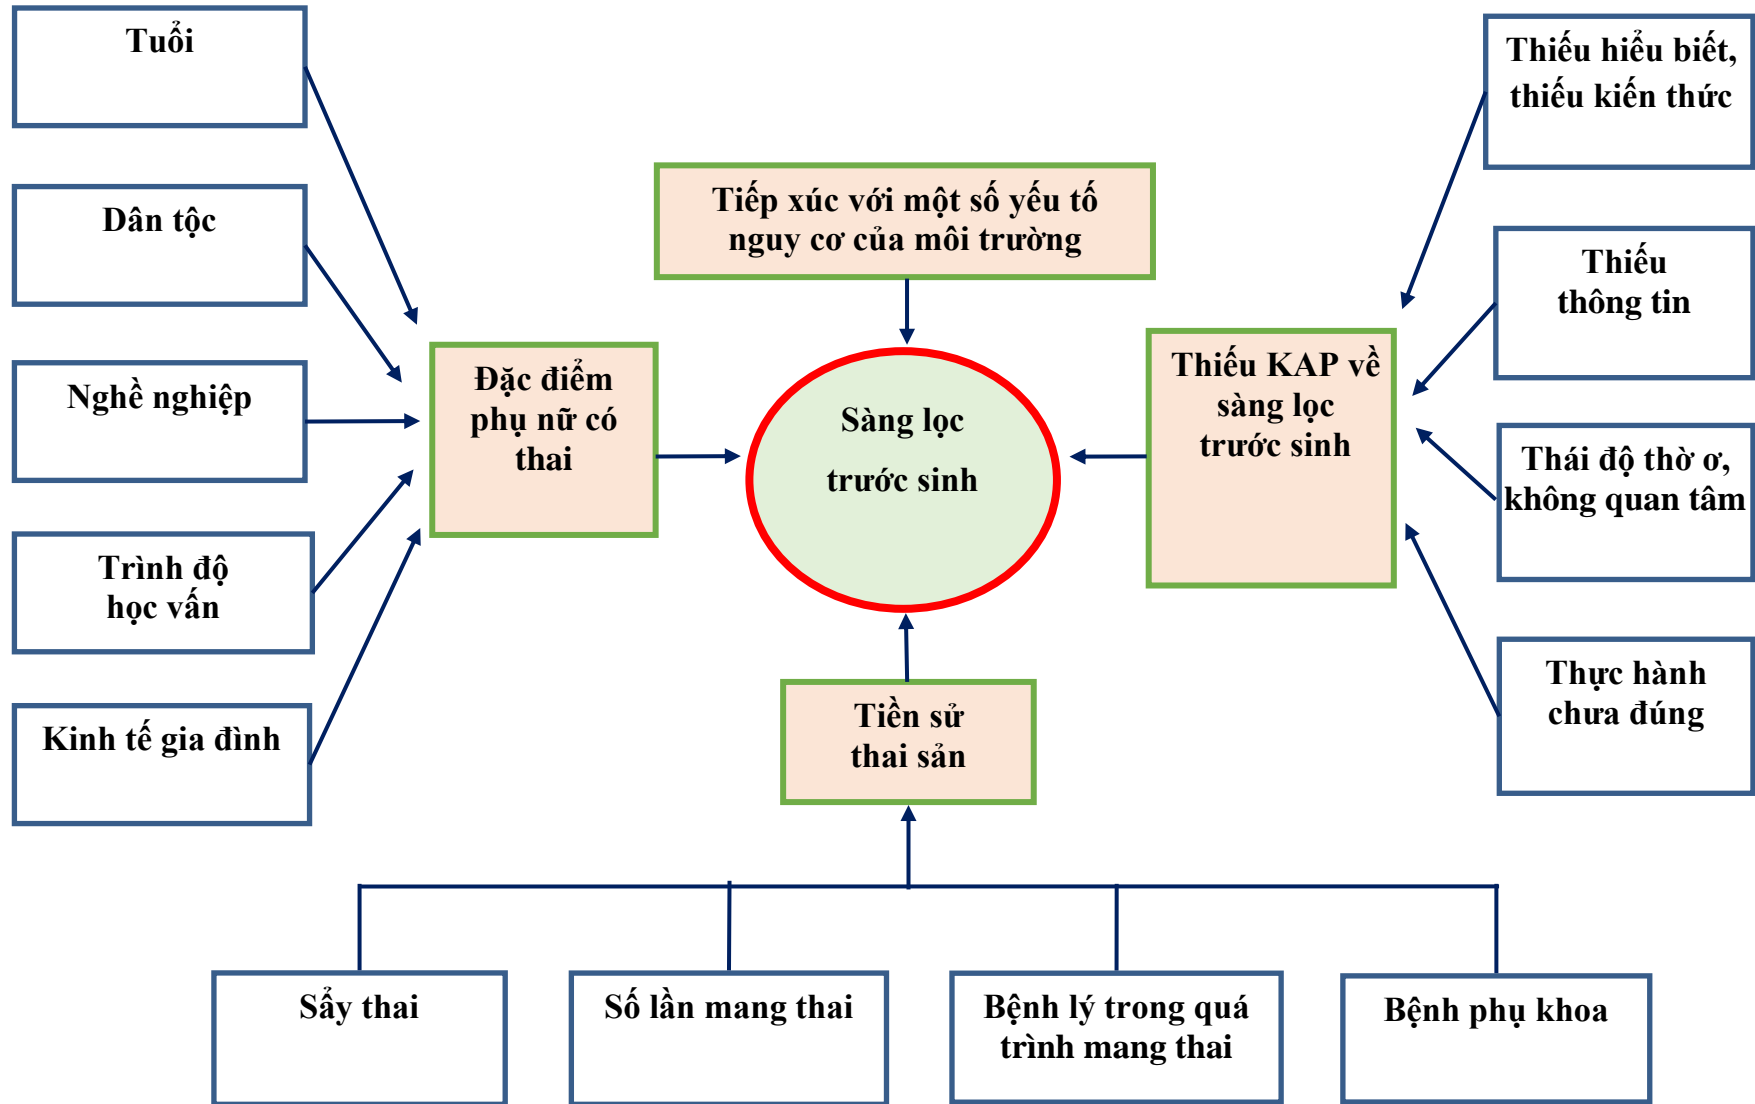 Tuổi
Dân tộc
Nghề nghiệp
Trình độ
học vấn
Kinh tế gia đình
Đặc điểm
phụ nữ có
thai
Tiếp xúc với một số yếu tố
nguy cơ của môi trường
Sàng lọc
trước sinh
Tiền sử
thai sản
Thiếu KAP về
sàng lọc
trước sinh
Thiếu hiểu biết,
thiếu kiến thức
Thiếu
thông tin
Thái độ thờ ơ,
không quan tâm
Thực hành
chưa đúng
Sẩy thai
Số lần mang thai
Bệnh lý trong quá
trình mang thai
Bệnh phụ khoa